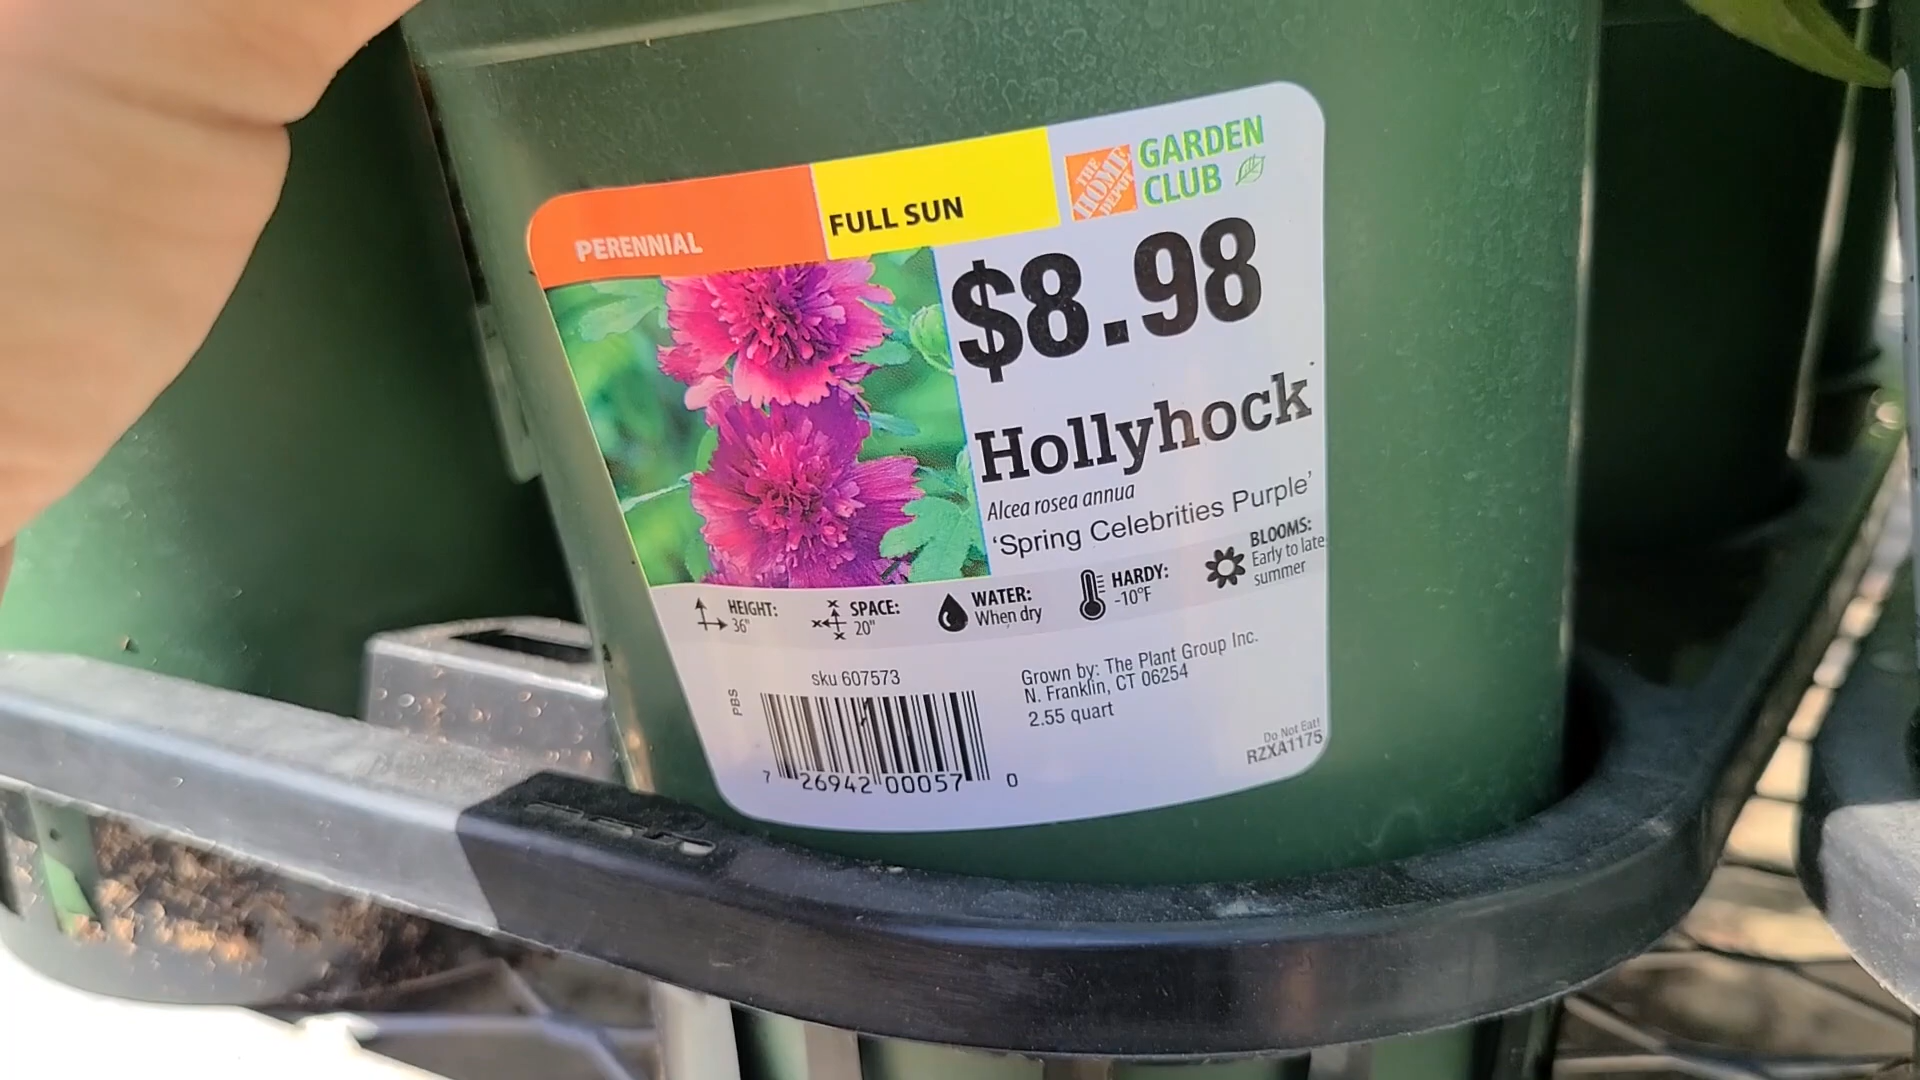 PERENNIAL
FULL SUN
THE HOME DEPOT
GARDEN CLUB
$8.98
Hollyhock
Alcea rosea annua
'Spring Celebrities Purple'
HEIGHT: 36"
SPACE: 20"
WATER: When dry
HARDY: -10°F
BLOOMS: Early to late summer
sku 607573
PBS
7 26942 00057 0
Grown by: The Plant Group Inc.
N. Franklin, CT 06254
2.55 quart
Do Not Eat!
RZXA1175